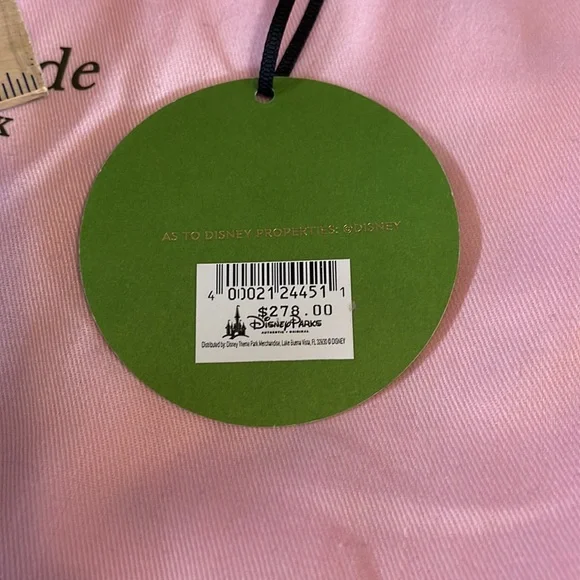 de
k
AS TO DISNEY PROPERTIES: ©DISNEY
4 00021 24451 1
$278.00
DISNEY PARKS
AUTHENTIC • ORIGINAL
Distributed by: Disney Theme Park Merchandise, Lake Buena Vista, FL 32830 © DISNEY